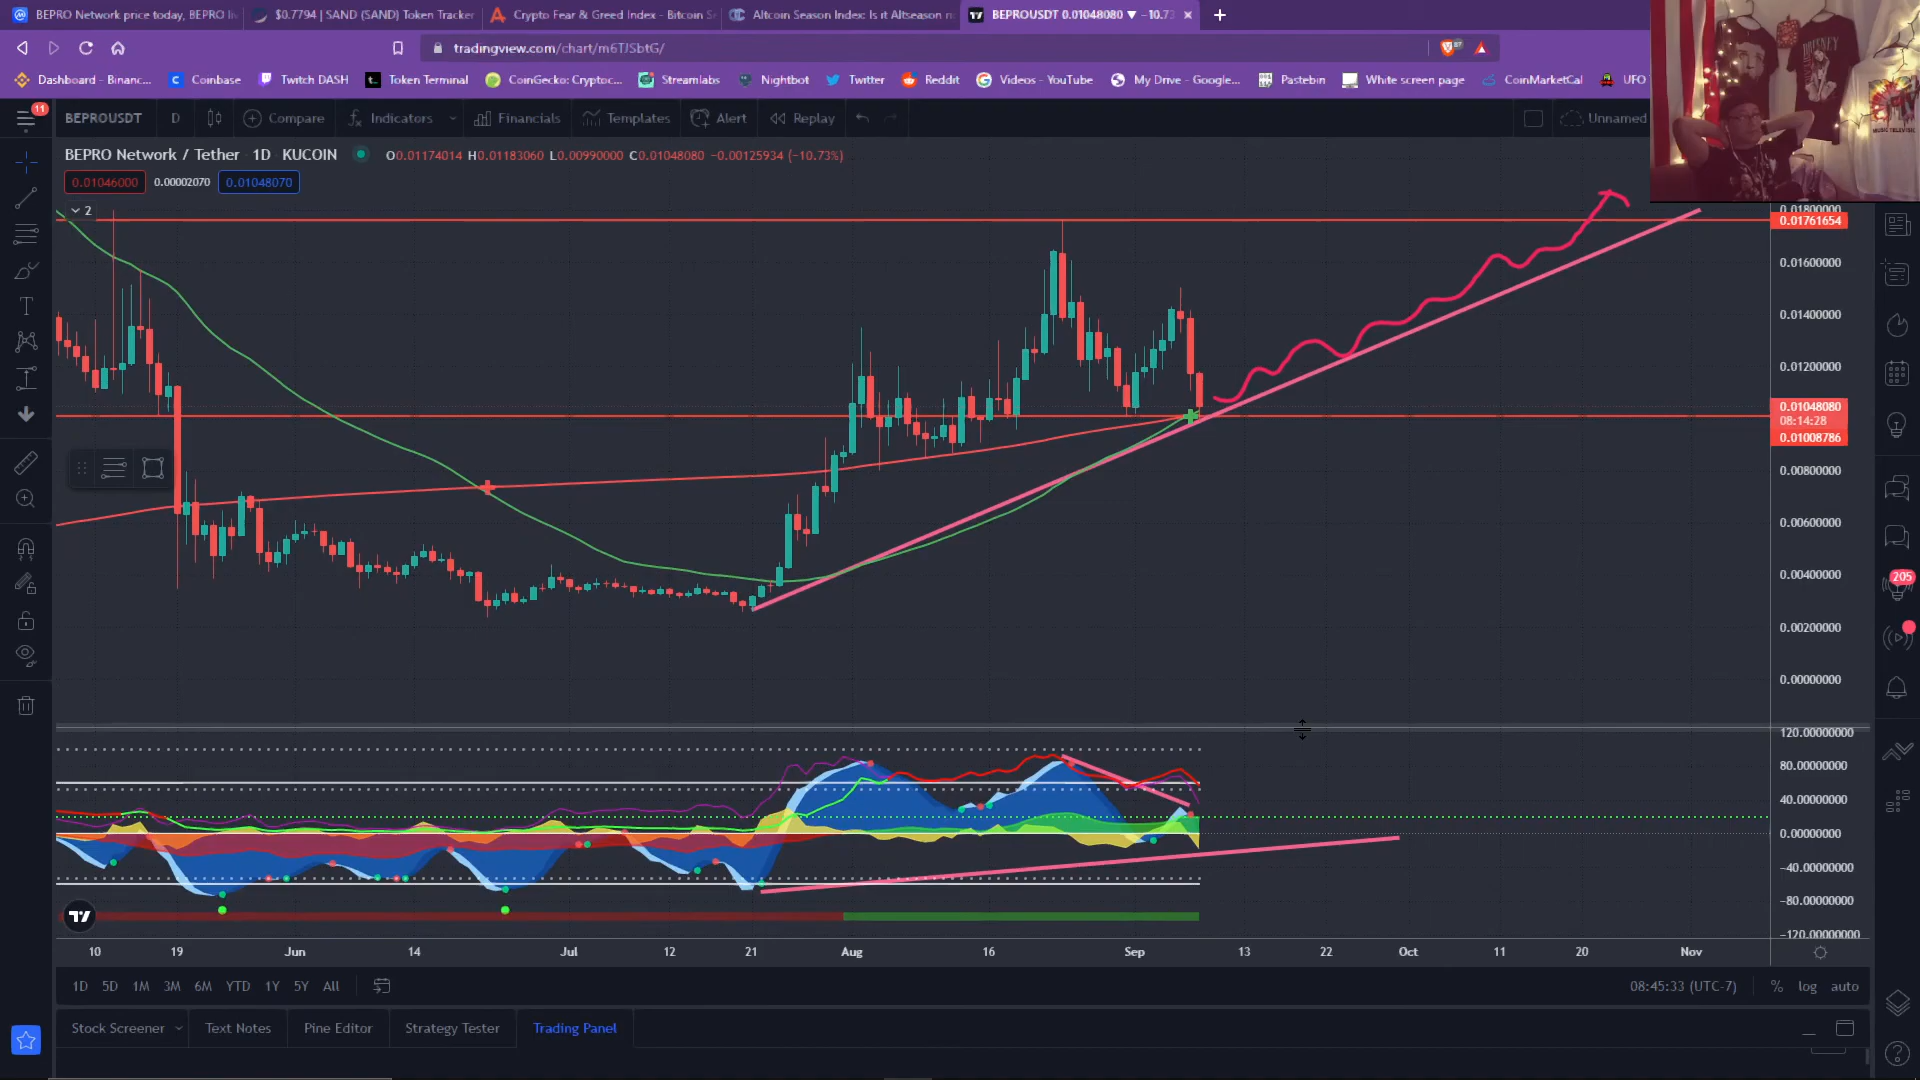 BEPRO Network price today, BEPRO li
$0.7794 | SAND (SAND) Token Tracker
Crypto Fear & Greed Index - Bitcoin S
Altcoin Season Index: Is it Altseason r
BEPROUSDT 0.01048080 ▼ −10.73
tradingview.com/chart/m6TJSbtG/
Dashboard - Binanc...
Coinbase
Twitch DASH
Token Terminal
CoinGecko: Cryptoc...
Streamlabs
Nightbot
Twitter
Reddit
Videos - YouTube
My Drive - Google...
Pastebin
White screen page
CoinMarketCal
UFO
11
BEPROUSDT
D
Compare
Indicators
Financials
Templates
Alert
Replay
Unnamed
BEPRO Network / Tether 1D KUCOIN
O0.01174014 H0.01183060 L0.00990000 C0.01048080 −0.00125934 (−10.73%)
0.01046000
0.00002070
0.01048070
2
0.01800000
0.01761654
0.01600000
0.01400000
0.01200000
0.01048080
08:14:28
0.01008786
0.00800000
0.00600000
0.00400000
0.00200000
0.00000000
205
120.00000000
80.00000000
40.00000000
0.00000000
−40.00000000
−80.00000000
−120.00000000
10
19
Jun
14
Jul
12
21
Aug
16
Sep
13
22
Oct
11
20
Nov
1D 5D 1M 3M 6M YTD 1Y 5Y All
08:45:33 (UTC-7)
%
log
auto
Stock Screener
Text Notes
Pine Editor
Strategy Tester
Trading Panel